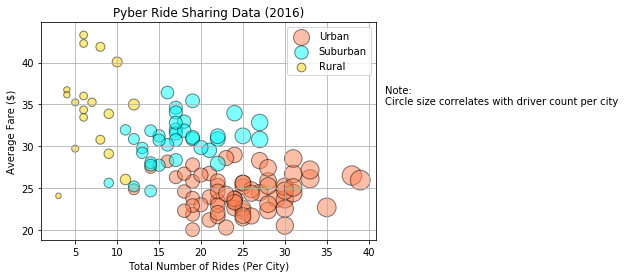 Pyber Ride Sharing Data (2016)
Urban
Suburban
Rural
40
35
30
25
20
Average Fare ($)
5 10 15 20 25 30 35 40
Total Number of Rides (Per City)
Note:
Circle size correlates with driver count per city